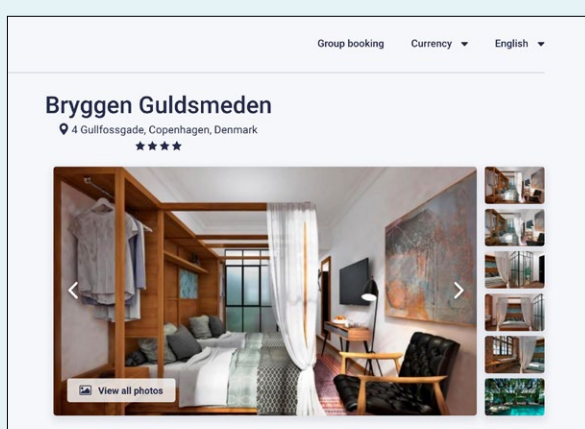 Group booking Currency English
Bryggen Guldsmeden
4 Gullfossgade, Copenhagen, Denmark
View all photos